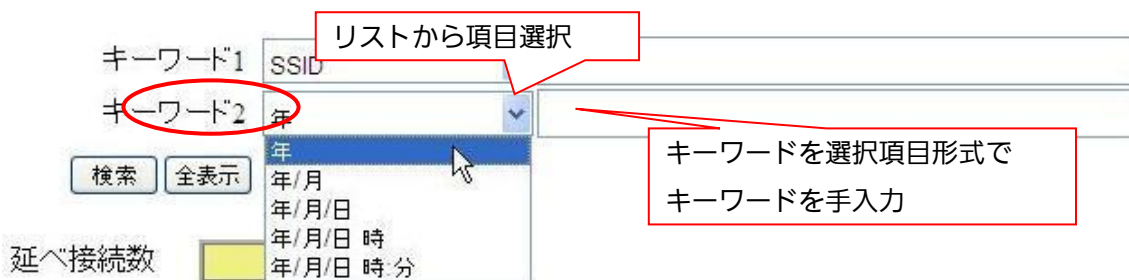 リストから項目選択
キーワード1 SSID
キーワード2 年
年
年/月
年/月/日
年/月/日 時
年/月/日 時:分
キーワードを選択項目形式で
キーワードを手入力
検索 全表示
延べ接続数